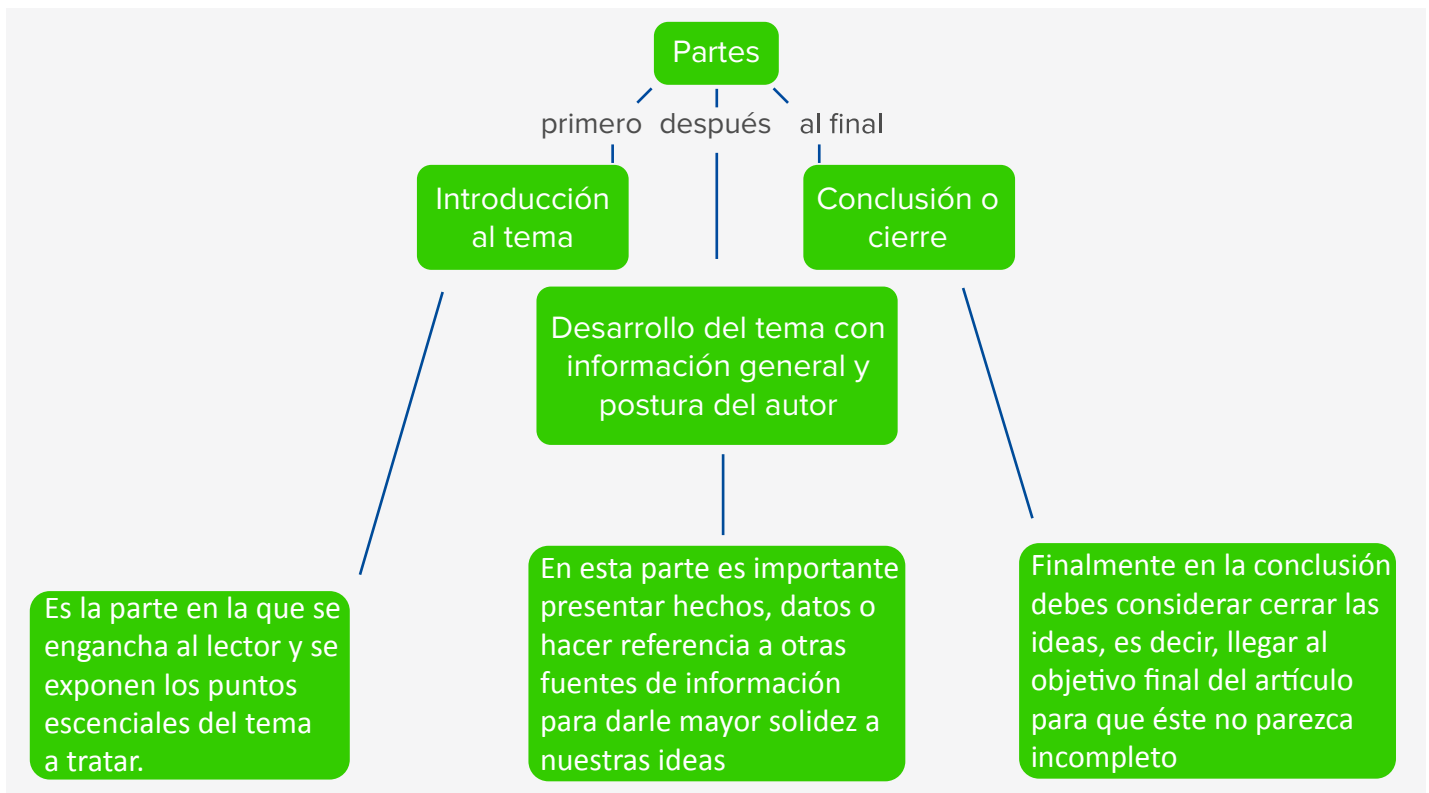 Partes
primero
después
al final
Introducción
al tema
Conclusión o
cierre
Desarrollo del tema con
información general y
postura del autor
Es la parte en la que se
engancha al lector y se
exponen los puntos
escenciales del tema
a tratar.
En esta parte es importante
presentar hechos, datos o
hacer referencia a otras
fuentes de información
para darle mayor solidez a
nuestras ideas
Finalmente en la conclusión
debes considerar cerrar las
ideas, es decir, llegar al
objetivo final del artículo
para que éste no parezca
incompleto